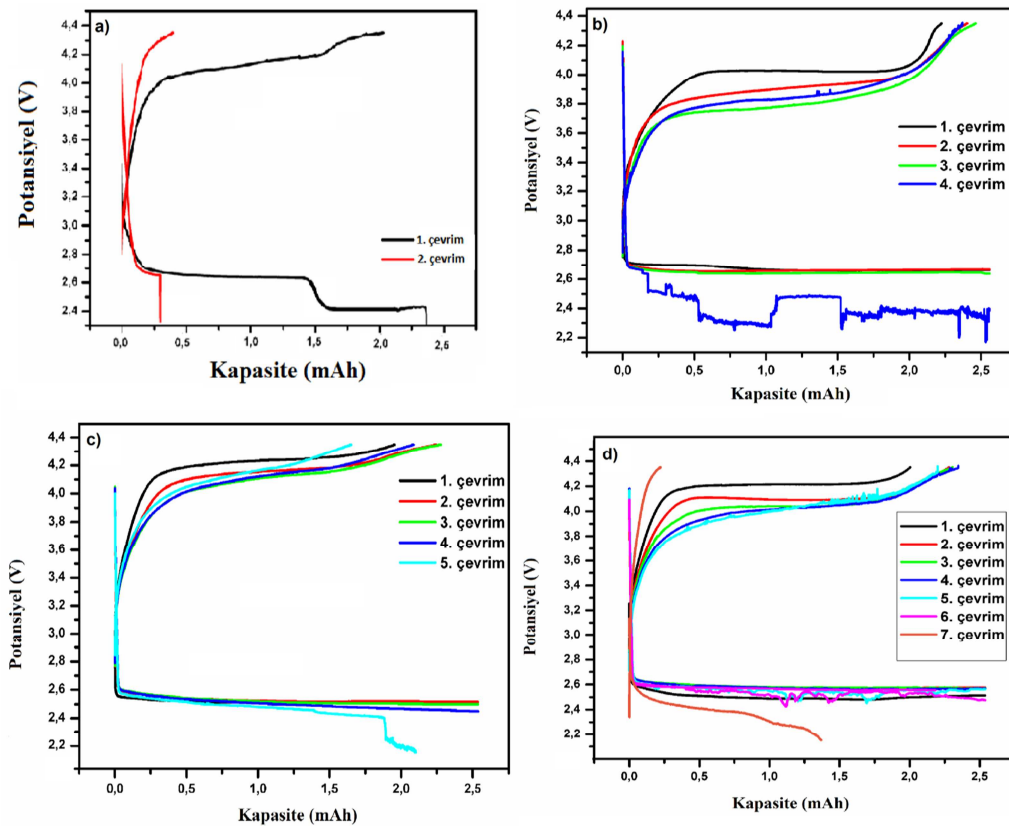 a)
Potansiyel (V)
4,4
4,2
3,8
3,6
3,4
3,2
3,0
2,8
2,6
2,4
1. çevrim
2. çevrim
0,0
0,5
1,0
1,5
2,0
2,5
Kapasite (mAh)
b)
Potansiyel (V)
4,4
4,2
4,0
3,8
3,6
3,4
3,2
3,0
2,8
2,6
2,4
2,2
1. çevrim
2. çevrim
3. çevrim
4. çevrim
0,0
0,5
1,0
1,5
2,0
2,5
Kapasite (mAh)
c)
Potansiyel (V)
4,4
4,2
4,0
3,8
3,6
3,2
2,8
2,6
2,4
2,2
1. çevrim
2. çevrim
3. çevrim
4. çevrim
5. çevrim
0,0
0,5
1,0
1,5
2,0
2,5
Kapasite (mAh)
d)
Potansiyel (V)
4,4
4,2
4,0
3,8
3,6
3,4
3,2
3,0
2,8
2,6
2,4
2,2
1. çevrim
2. çevrim
3. çevrim
4. çevrim
5. çevrim
6. çevrim
7. çevrim
0,0
0,5
1,0
1,5
2,0
2,5
Kapasite (mAh)